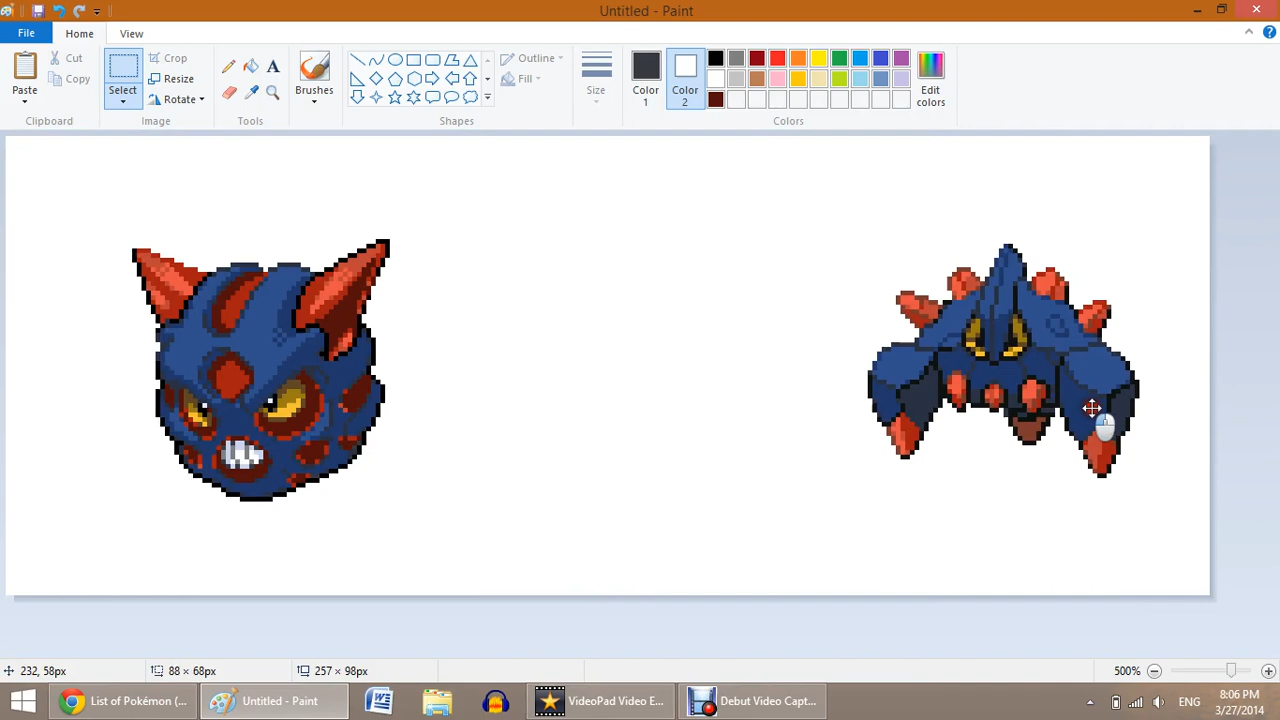 Untitled - Paint
File Home View
Paste
Cut
Copy
Clipboard
Select
Crop
Resize
Rotate
Image
A
Tools
Brushes
Shapes
Outline
Fill
Size
Color 1
Color 2
Colors
Edit colors
232, 58px 88 × 68px 257 × 98px 500%
List of Pokémon (... Untitled - Paint VideoPad Video E... Debut Video Capt... ENG 8:06 PM
3/27/2014